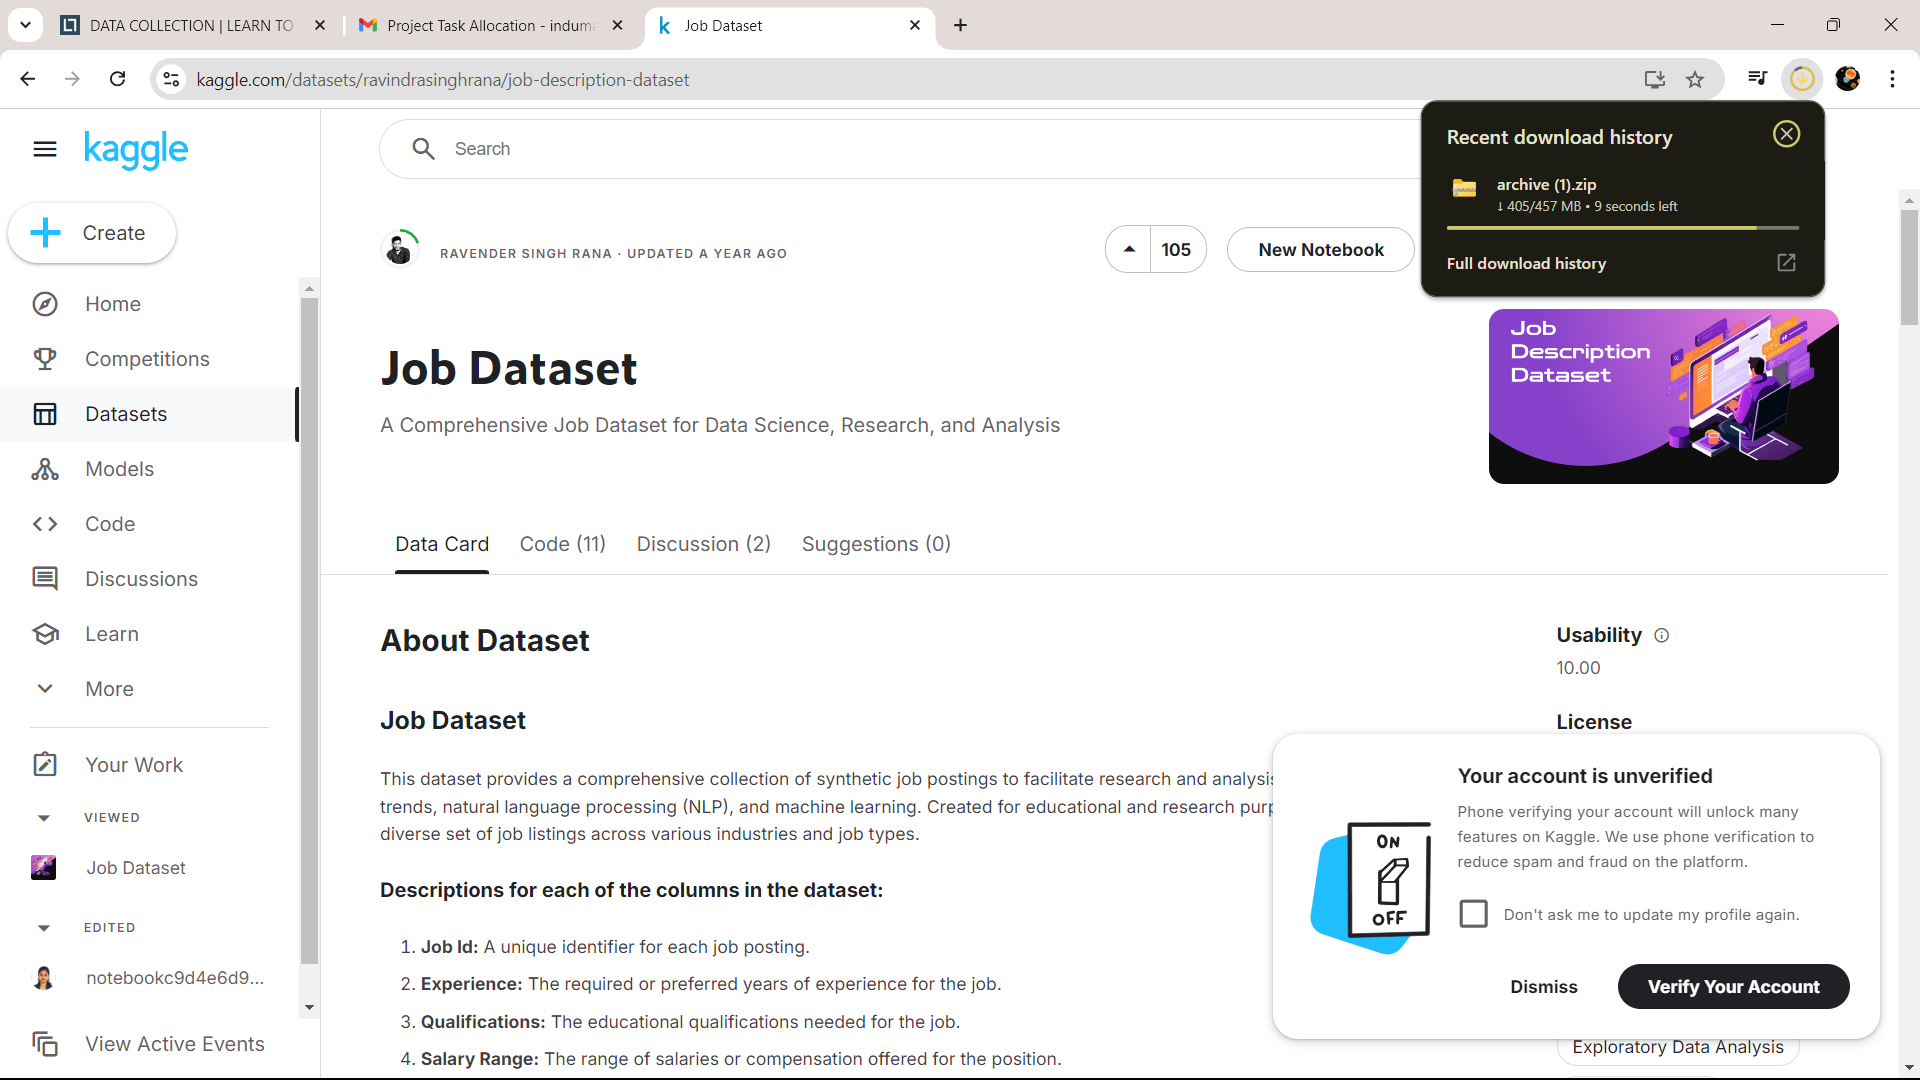 DATA COLLECTION | LEARN TO
Project Task Allocation - induma
Job Dataset
kaggle.com/datasets/ravindrasinghrana/job-description-dataset
Recent download history
archive (1).zip
↓ 405/457 MB • 9 seconds left
Full download history
kaggle
Search
Create
Home
Competitions
Datasets
Models
Code
Discussions
Learn
More
Your Work
VIEWED
Job Dataset
EDITED
notebookc9d4e6d9...
View Active Events
RAVENDER SINGH RANA · UPDATED A YEAR AGO
105
New Notebook
Job Dataset
A Comprehensive Job Dataset for Data Science, Research, and Analysis
Job
Description
Dataset
Data Card
Code (11)
Discussion (2)
Suggestions (0)
About Dataset
Job Dataset
This dataset provides a comprehensive collection of synthetic job postings to facilitate research and analysis
trends, natural language processing (NLP), and machine learning. Created for educational and research purp
diverse set of job listings across various industries and job types.
Descriptions for each of the columns in the dataset:
1. Job Id: A unique identifier for each job posting.
2. Experience: The required or preferred years of experience for the job.
3. Qualifications: The educational qualifications needed for the job.
4. Salary Range: The range of salaries or compensation offered for the position.
Usability
10.00
License
Your account is unverified
Phone verifying your account will unlock many
features on Kaggle. We use phone verification to
reduce spam and fraud on the platform.
ON
OFF
Don't ask me to update my profile again.
Dismiss
Verify Your Account
Exploratory Data Analysis